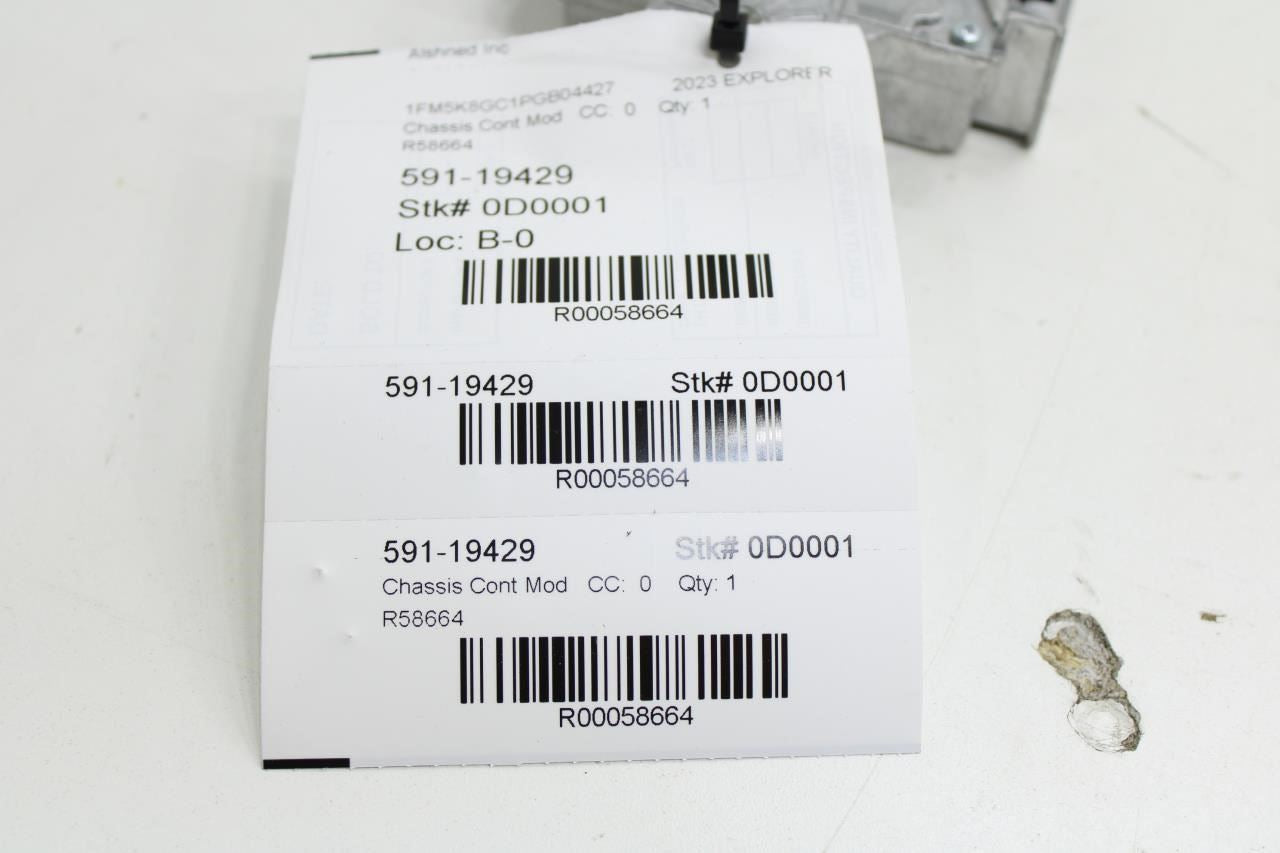 Alshned Inc
1FM5K8GC1PGB04427 2023 EXPLORER
Chassis Cont Mod CC: 0 Qty: 1
R58664
591-19429
Stk# 0D0001
Loc: B-0
R00058664
591-19429 Stk# 0D0001
R00058664
591-19429 Stk# 0D0001
Chassis Cont Mod CC: 0 Qty: 1
R58664
R00058664